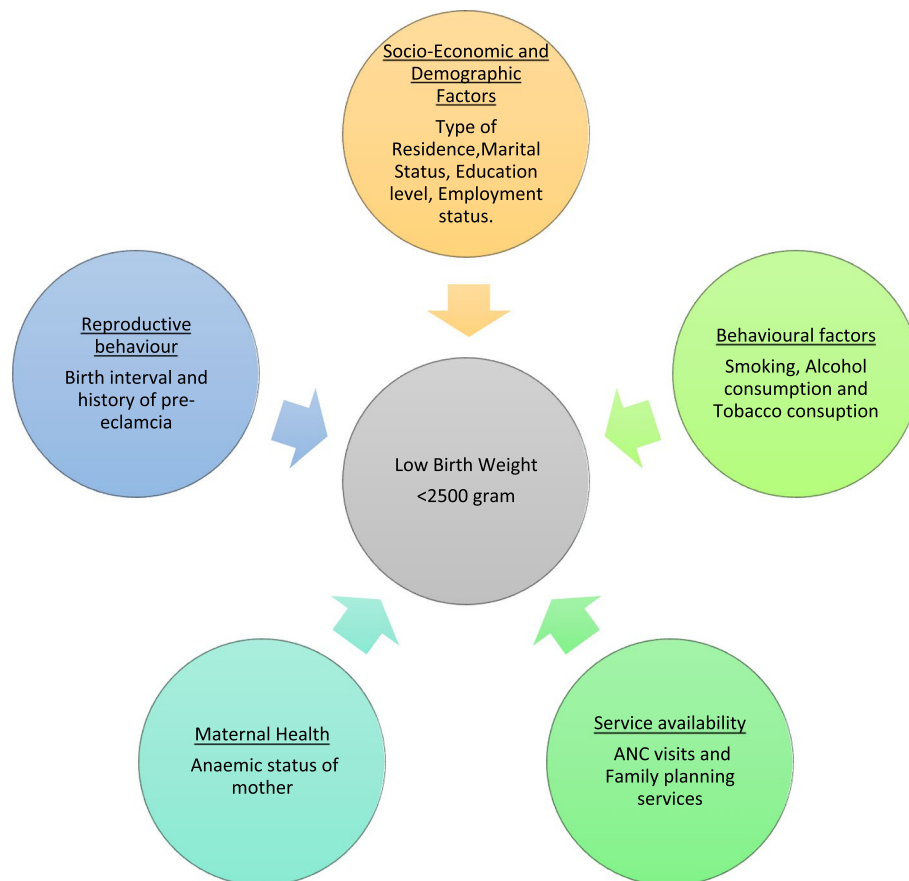 Socio-Economic and
Demographic
Factors
Type of
Residence,Marital
Status, Education
level, Employment
status.
Reproductive
behaviour
Birth interval and
history of pre-
eclamcia
Behavioural factors
Smoking, Alcohol
consumption and
Tobacco consuption
Low Birth Weight
<2500 gram
Maternal Health
Anaemic status of
mother
Service availability
ANC visits and
Family planning
services